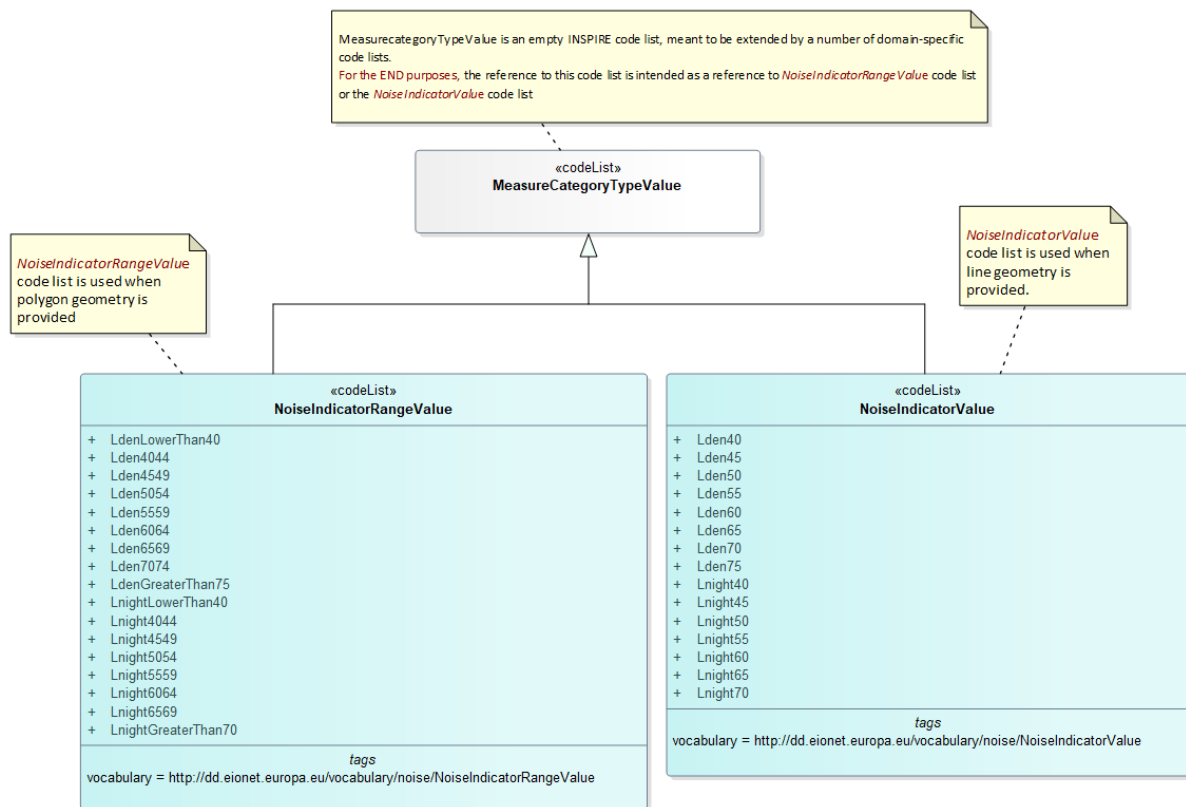 MeasurecategoryTypeValue is an empty INSPIRE code list, meant to be extended by a number of domain-specific
code lists.
For the END purposes, the reference to this code list is intended as a reference to NoiseIndicatorRangeValue code list
or the NoiseIndicatorValue code list
«codeList»
MeasureCategoryTypeValue
NoiseIndicatorRangeValue
code list is used when
polygon geometry is
provided
NoiseIndicatorValue
code list is used when
line geometry is
provided.
«codeList»
NoiseIndicatorRangeValue
+ LdenLowerThan40
+ Lden4044
+ Lden4549
+ Lden5054
+ Lden5559
+ Lden6064
+ Lden6569
+ Lden7074
+ LdenGreaterThan75
+ LnightLowerThan40
+ Lnight4044
+ Lnight4549
+ Lnight5054
+ Lnight5559
+ Lnight6064
+ Lnight6569
+ LnightGreaterThan70
tags
vocabulary = http://dd.eionet.europa.eu/vocabulary/noise/NoiseIndicatorRangeValue
«codeList»
NoiseIndicatorValue
+ Lden40
+ Lden45
+ Lden50
+ Lden55
+ Lden60
+ Lden65
+ Lden70
+ Lden75
+ Lnight40
+ Lnight45
+ Lnight50
+ Lnight55
+ Lnight60
+ Lnight65
+ Lnight70
tags
vocabulary = http://dd.eionet.europa.eu/vocabulary/noise/NoiseIndicatorValue